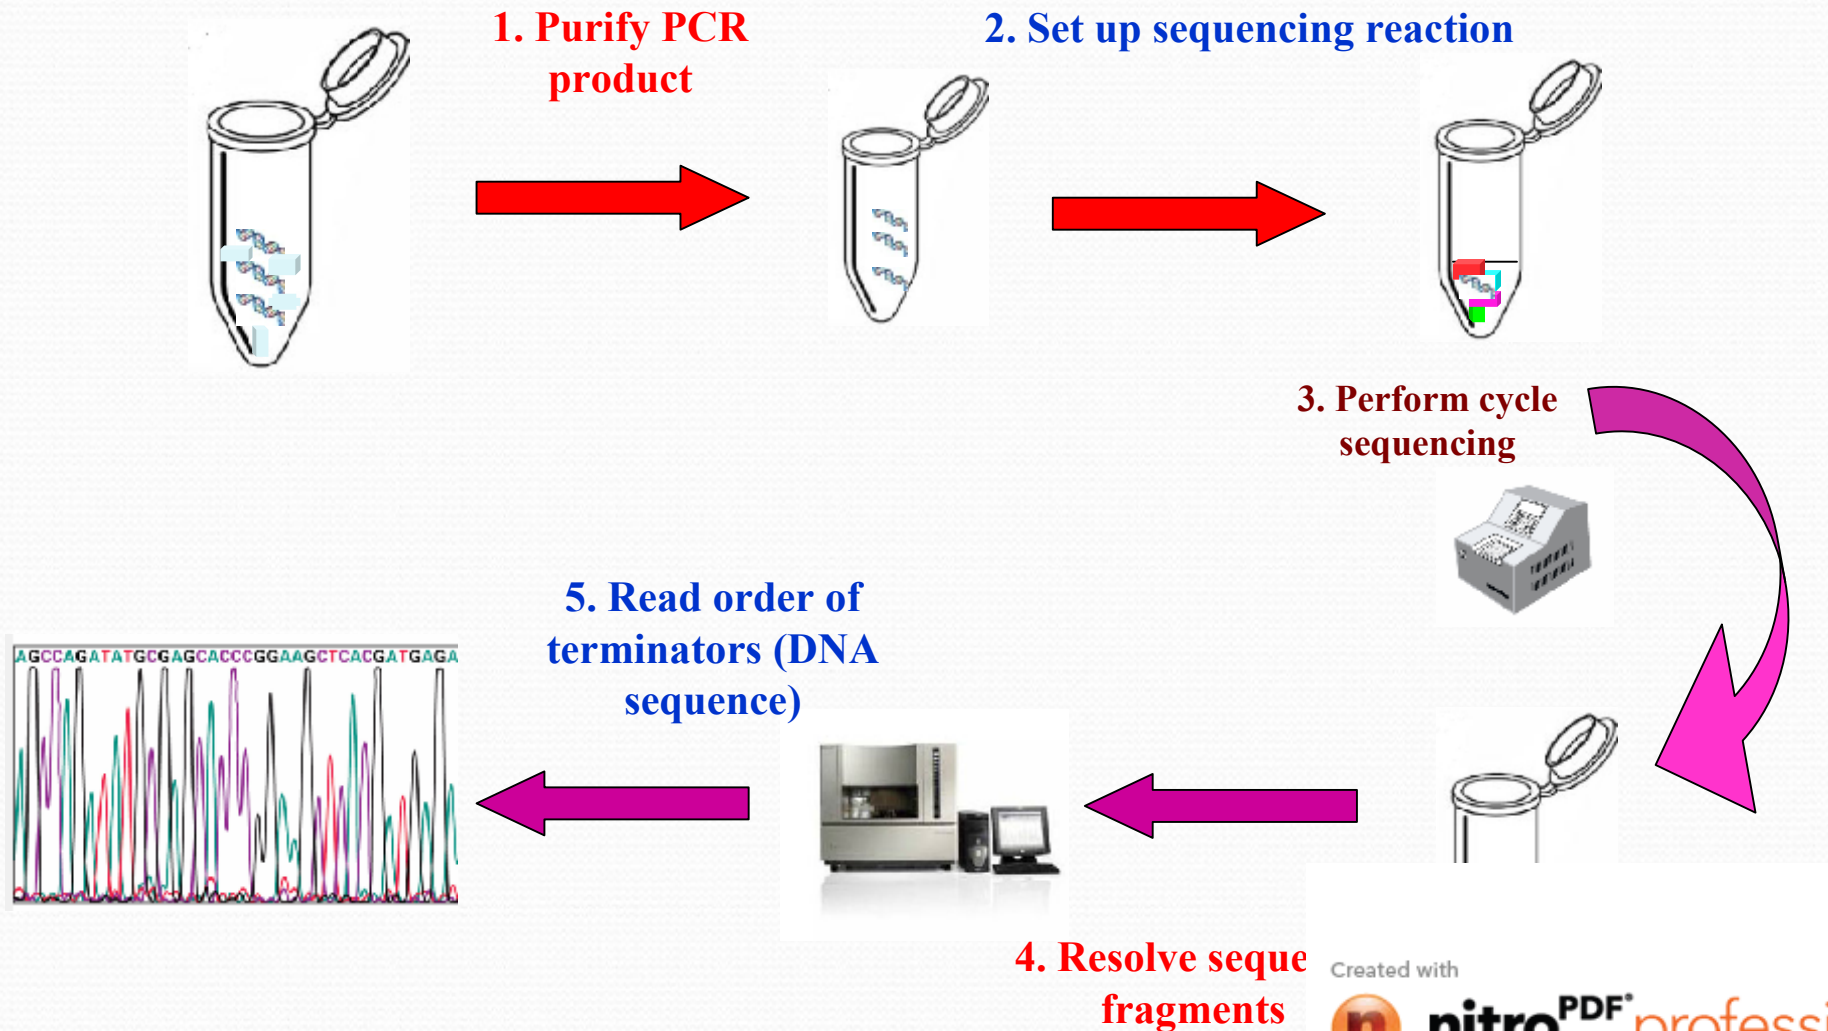 1. Purify PCR
product
2. Set up sequencing reaction
3. Perform cycle
sequencing
5. Read order of
terminators (DNA
sequence)
AGCCAGATATGCGAGCACCCGGAAGCTCACGATGAGA
4. Resolve seque
fragments
Created with
nitroPDF® professi